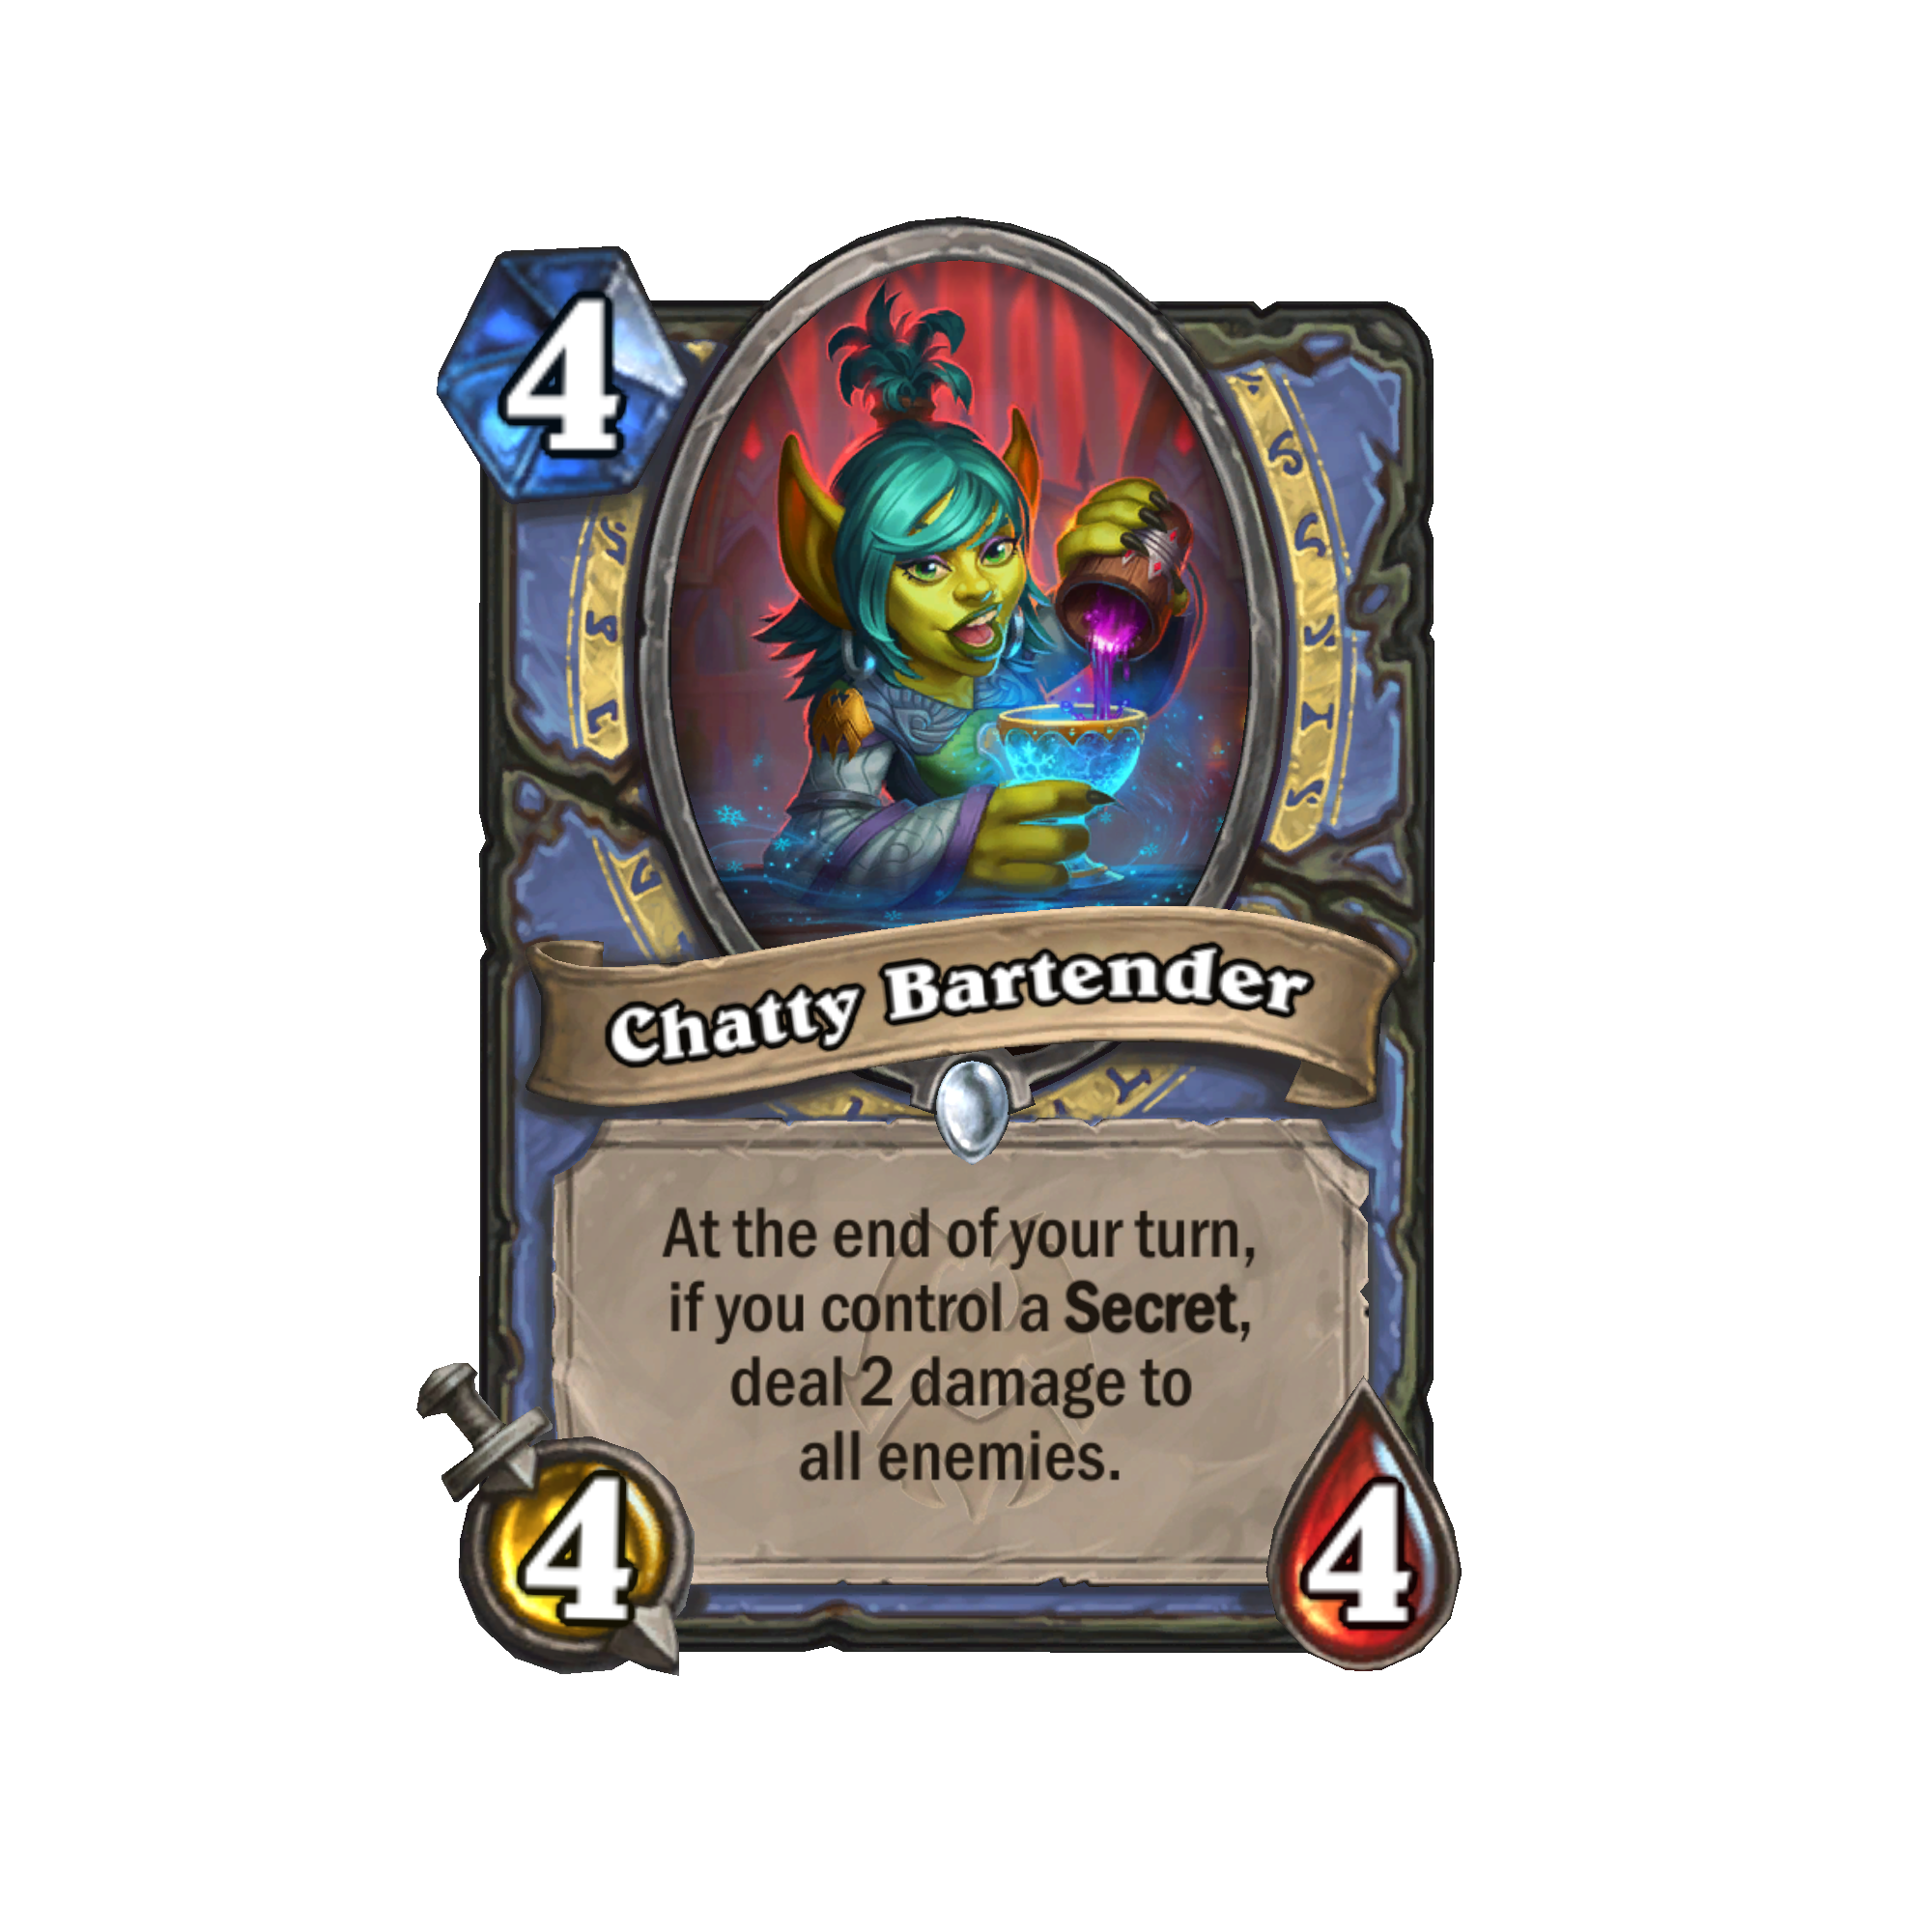 4
Chatty Bartender
At the end of your turn,
if you control a Secret,
deal 2 damage to
all enemies.
4
4